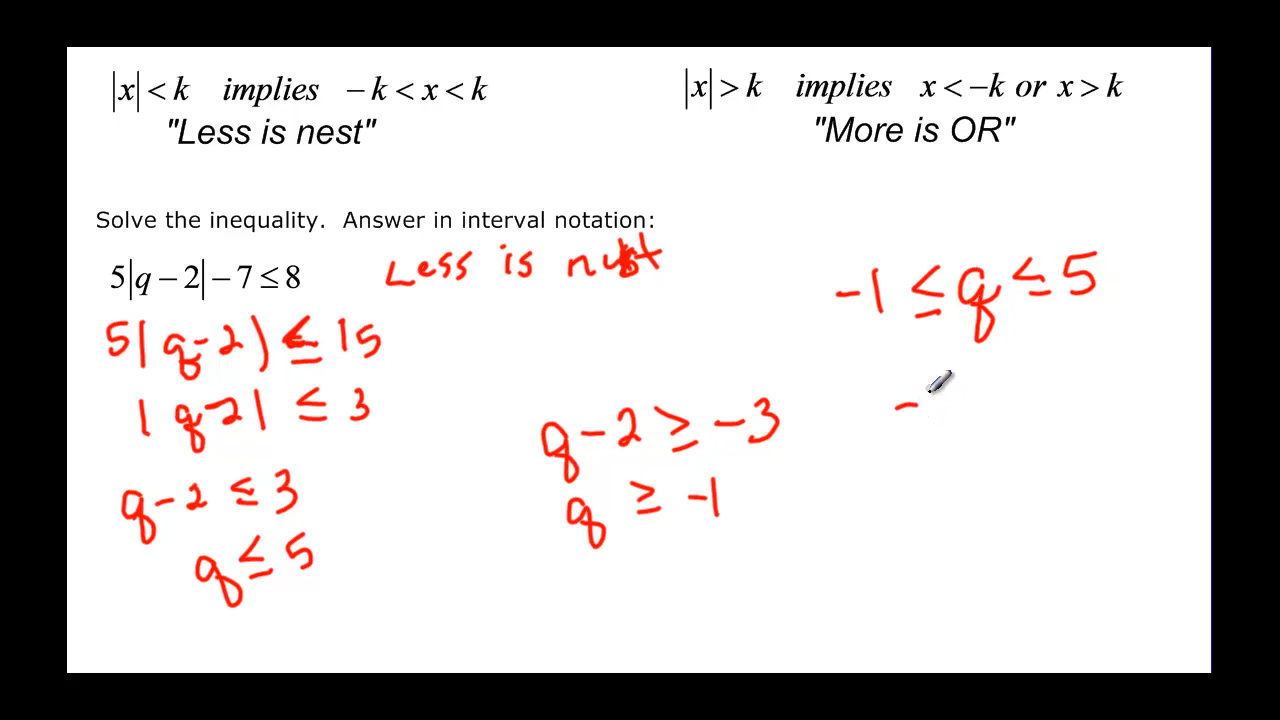 |x| < k implies − k < x < k
"Less is nest"
|x| > k implies x < −k or x > k
"More is OR"
Solve the inequality. Answer in interval notation:
5|q − 2| − 7 ≤ 8
Less is nest
5|q-2| ≤ 15
|q-2| ≤ 3
q-2 ≤ 3
q ≤ 5
q-2 ≥ -3
q ≥ -1
-1 ≤ q ≤ 5
-